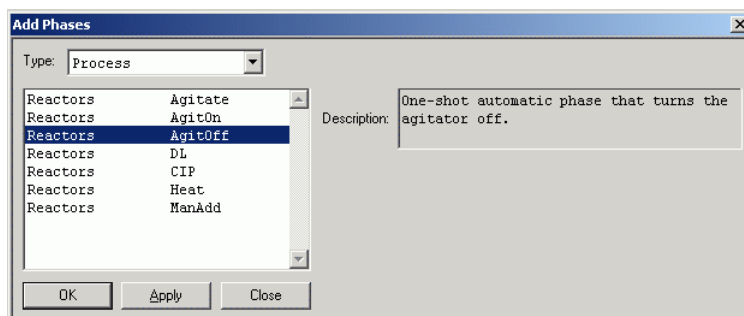 Add Phases
Type: Process
Reactors Agitate
Reactors AgitOn
Reactors AgitOff
Reactors DL
Reactors CIP
Reactors Heat
Reactors ManAdd
Description: One-shot automatic phase that turns the
agitator off.
OK Apply Close